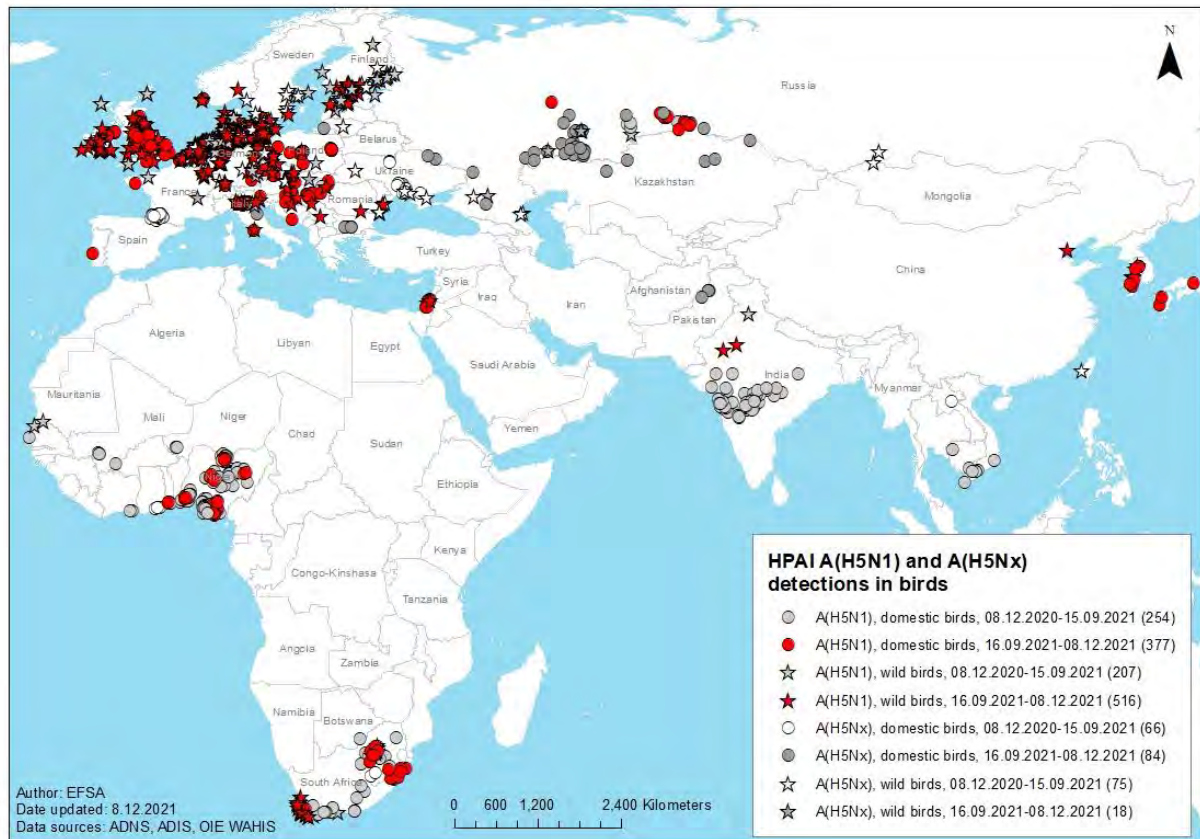 N
Sweden
Finland
Russia
Belarus
Poland
Ukraine
Kazakhstan
Mongolia
France
Romania
Italy
Spain
Turkey
China
Syria
Afghanistan
Iraq
Iran
Pakistan
Algeria
Libyan
Egypt
Saudi Arabia
India
Myanmar
Mauritania
Mali
Niger
Chad
Sudan
Yemen
Ethiopia
Kenya
Congo-Kinshasa
Tanzania
Angola
Zambia
Namibia
Botswana
South Africa
HPAI A(H5N1) and A(H5Nx)
detections in birds
A(H5N1), domestic birds, 08.12.2020-15.09.2021 (254)
A(H5N1), domestic birds, 16.09.2021-08.12.2021 (377)
A(H5N1), wild birds, 08.12.2020-15.09.2021 (207)
A(H5N1), wild birds, 16.09.2021-08.12.2021 (516)
A(H5Nx), domestic birds, 08.12.2020-15.09.2021 (66)
A(H5Nx), domestic birds, 16.09.2021-08.12.2021 (84)
A(H5Nx), wild birds, 08.12.2020-15.09.2021 (75)
A(H5Nx), wild birds, 16.09.2021-08.12.2021 (18)
Author: EFSA
Date updated: 8.12.2021
Data sources: ADNS, ADIS, OIE WAHIS
0 600 1,200 2,400 Kilometers